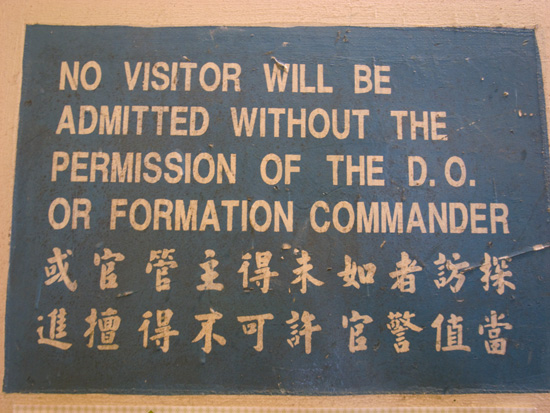 NO VISITOR WILL BE
ADMITTED WITHOUT THE
PERMISSION OF THE D.O.
OR FORMATION COMMANDER
探訪者如未得主管官或
當值警官許可不得擅進